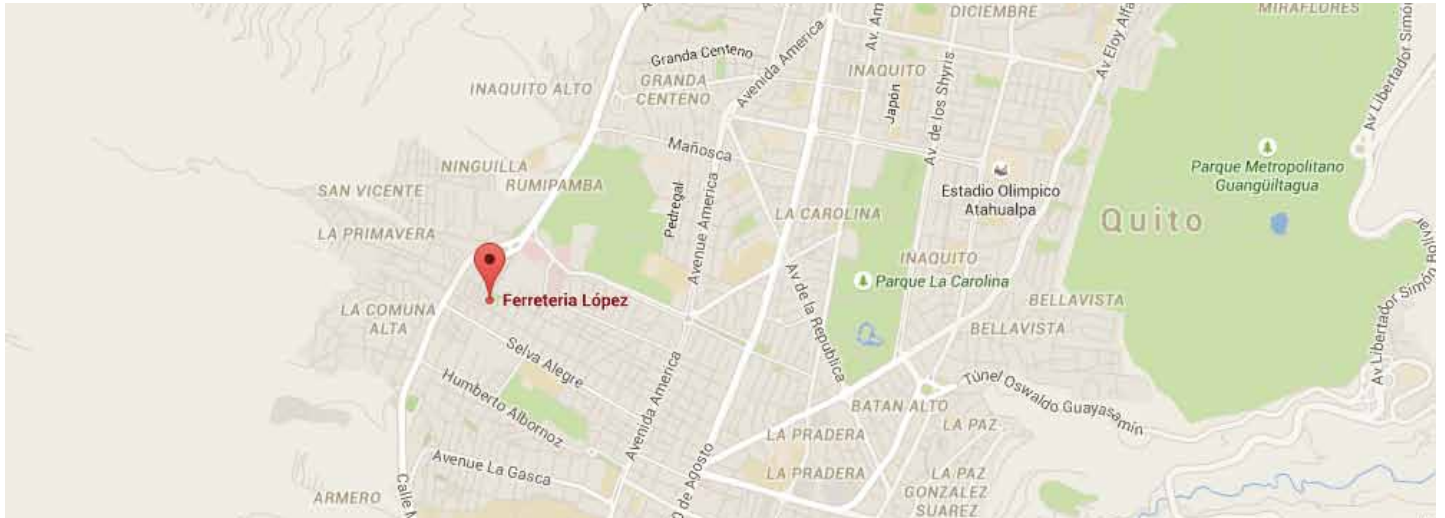 DICIEMBRE
MIRAFLORES
Granda Centeno
Avenida America
Av. Am
INAQUITO
Av Eloy Alfa
Av Libertador Simón
INAQUITO ALTO
GRANDA
CENTENO
Japón
Av. de los Shyris
Mañosca
NINGUILLA
RUMIPAMBA
Parque Metropolitano
Guangüiltagua
SAN VICENTE
Pedregal
Avenue America
LA CAROLINA
Estadio Olimpico
Atahualpa
Quito
LA PRIMAVERA
INAQUITO
Av de la Republica
Parque La Carolina
Ferreteria López
BELLAVISTA
BELLAVISTA
Av Libertador Simón Bolívar
LA COMUNA
ALTA
Selva Alegre
Humberto Albornoz
Avenida America
Túnel Oswaldo Guayasamín
BATAN ALTO
LA PAZ
LA PRADERA
Avenue La Gasca
LA PRADERA
LA PAZ
GONZALEZ
SUAREZ
de Agosto
ARMERO
Calle